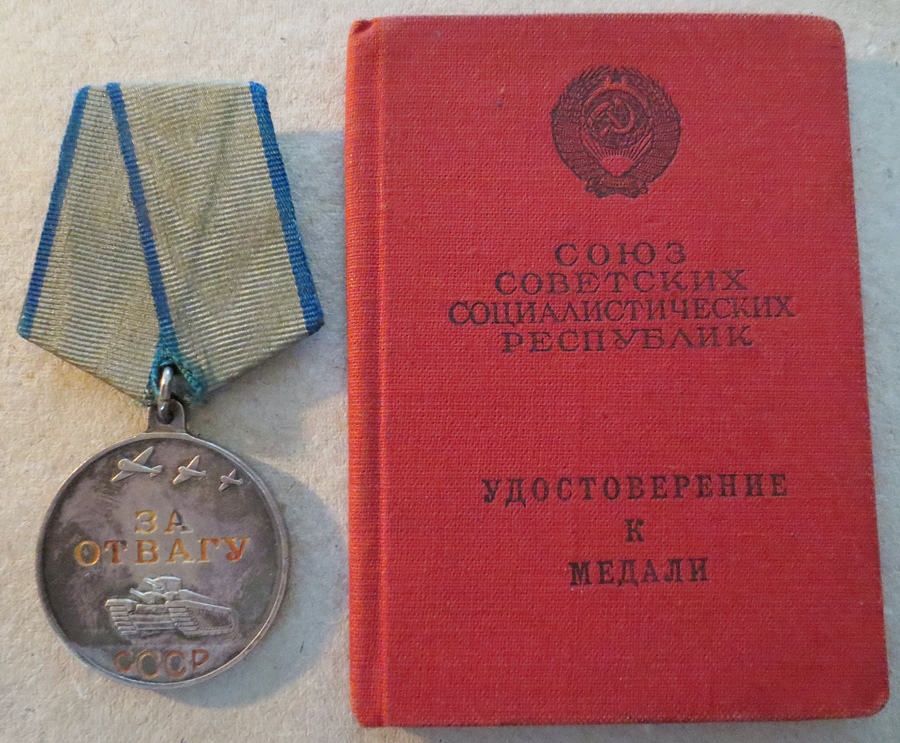 ЗА
ОТВАГУ
СССР
СОЮЗ
СОВЕТСКИХ
СОЦИАЛИСТИЧЕСКИХ
РЕСПУБЛИК
УДОСТОВЕРЕНИЕ
К
МЕДАЛИ